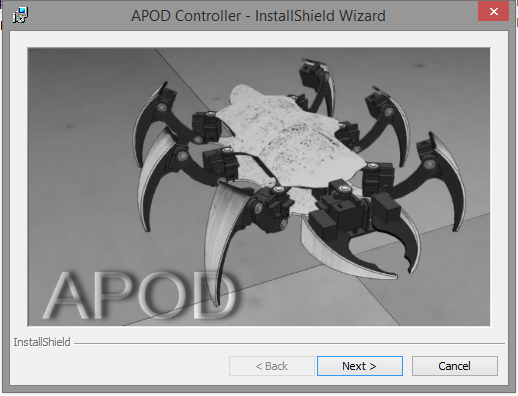 APOD Controller - InstallShield Wizard
APOD
InstallShield
< Back
Next >
Cancel